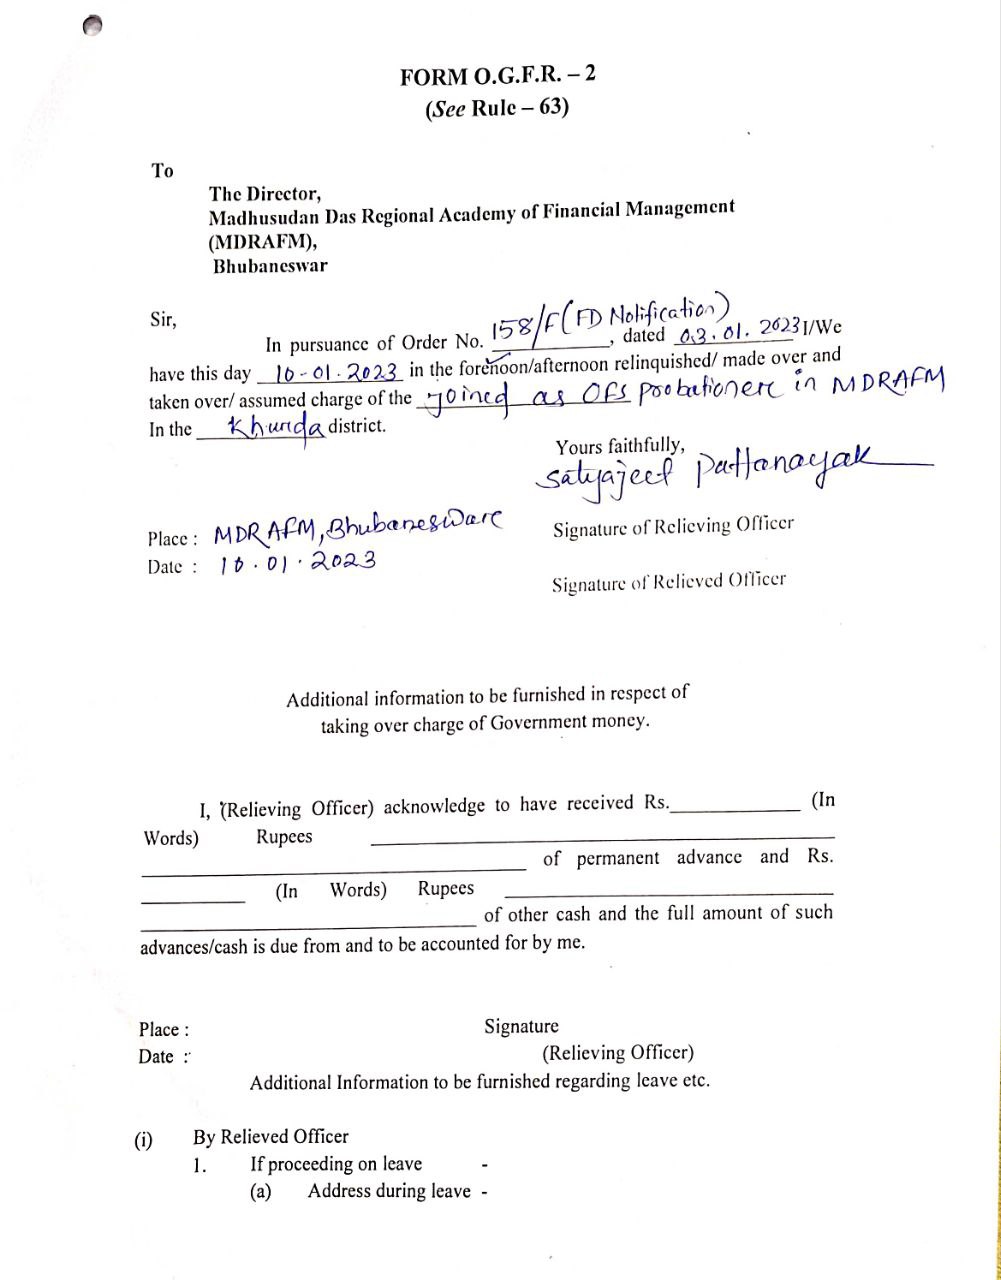 FORM O.G.F.R. – 2
(See Rule – 63)
To
The Director,
Madhusudan Das Regional Academy of Financial Management
(MDRAFM),
Bhubaneswar
Sir,
In pursuance of Order No. 158/F (FD Notification), dated 03.01.2023 I/We
have this day 10-01-2023 in the forenoon/afternoon relinquished/ made over and
taken over/ assumed charge of the joined as OFS probationer in MDRAFM
In the Khurda district.
Yours faithfully,
Satyajeet Pattanayak
Place : MDRAFM, Bhubaneswar
Signature of Relieving Officer
Date : 10.01.2023
Signature of Relieved Officer
Additional information to be furnished in respect of
taking over charge of Government money.
I, (Relieving Officer) acknowledge to have received Rs.____________ (In
Words) Rupees ____________
____________ of permanent advance and Rs.
____________ (In Words) Rupees ____________
____________ of other cash and the full amount of such
advances/cash is due from and to be accounted for by me.
Place : Signature
Date : (Relieving Officer)
Additional Information to be furnished regarding leave etc.
(i) By Relieved Officer
1. If proceeding on leave -
(a) Address during leave -